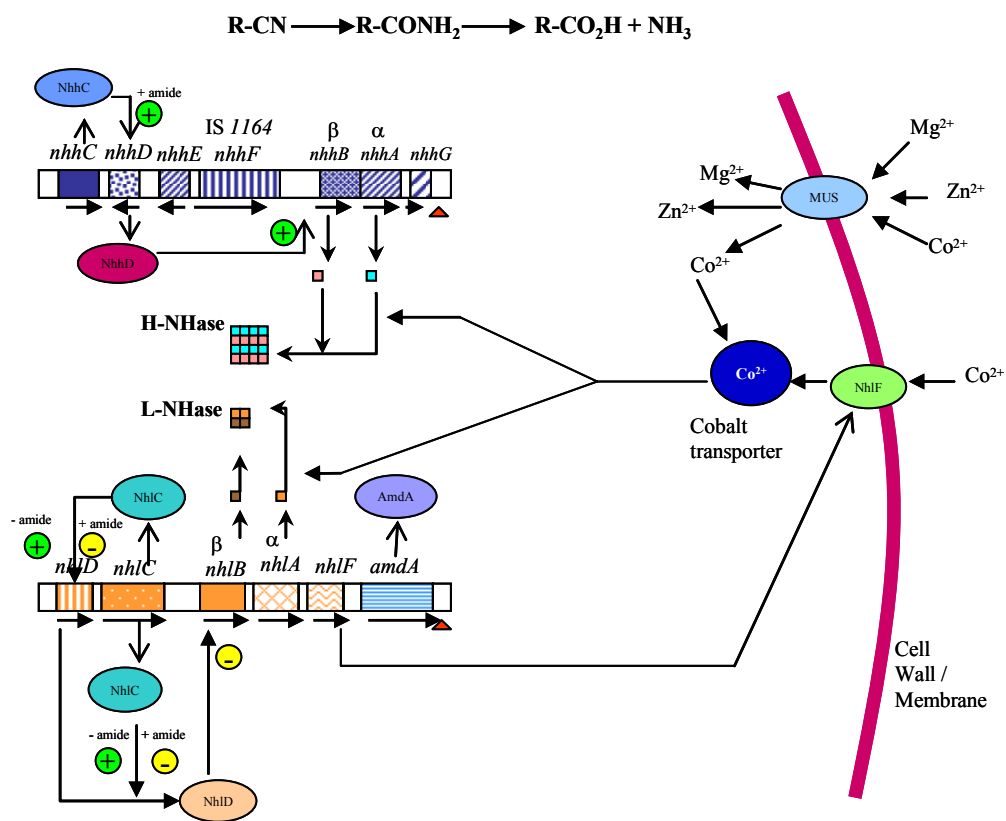 R-CN → R-CONH₂ → R-CO₂H + NH₃
NhhC
+ amide
+
IS 1164
β α
nhhC nhhD nhhE nhhF nhhB nhhA nhhG
+
NhhD
H-NHase
L-NHase
Mg²⁺
Mg²⁺
MUS
Zn²⁺
Zn²⁺
Co²⁺
Co²⁺
Co²⁺
NhlF
Co²⁺
Cobalt
transporter
NhlC
AmdA
- amide + amide
+ -
β α
nhlD nhlC nhlB nhlA nhlF amdA
-
NhlC
- amide + amide
+ -
NhlD
Cell
Wall /
Membrane